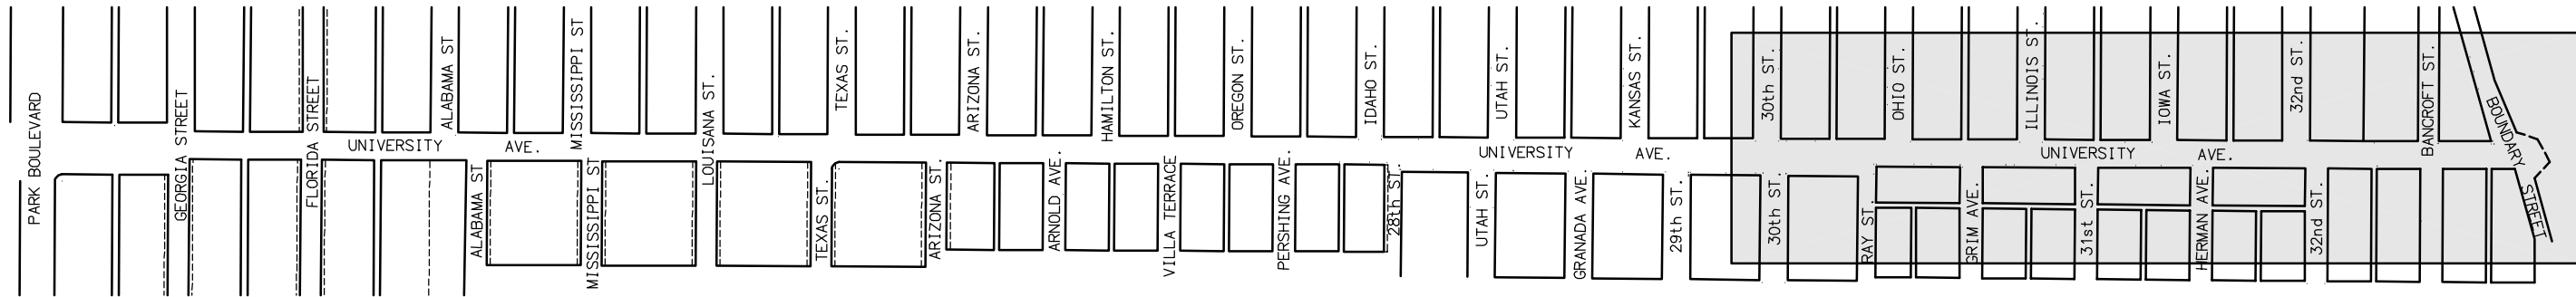 PARK BOULEVARD
GEORGIA STREET
FLORIDA STREET
ALABAMA ST
MISSISSIPPI ST
LOUISANA ST.
TEXAS ST.
ARIZONA ST.
HAMILTON ST.
OREGON ST.
IDAHO ST.
UTAH ST.
KANSAS ST.
30th ST.
OHIO ST.
ILLINOIS ST.
IOWA ST.
32nd ST.
BANCROFT ST.
BOUNDARY STREET
UNIVERSITY AVE.
UNIVERSITY AVE.
UNIVERSITY AVE.
ALABAMA ST
MISSISSIPPI ST
TEXAS ST.
ARIZONA ST.
ARNOLD AVE.
VILLA TERRACE
PERSHING AVE.
28th ST.
UTAH ST.
GRANADA AVE.
29th ST.
30th ST
RAY ST.
GRIM AVE.
31st ST.
HERMAN AVE.
32nd ST.